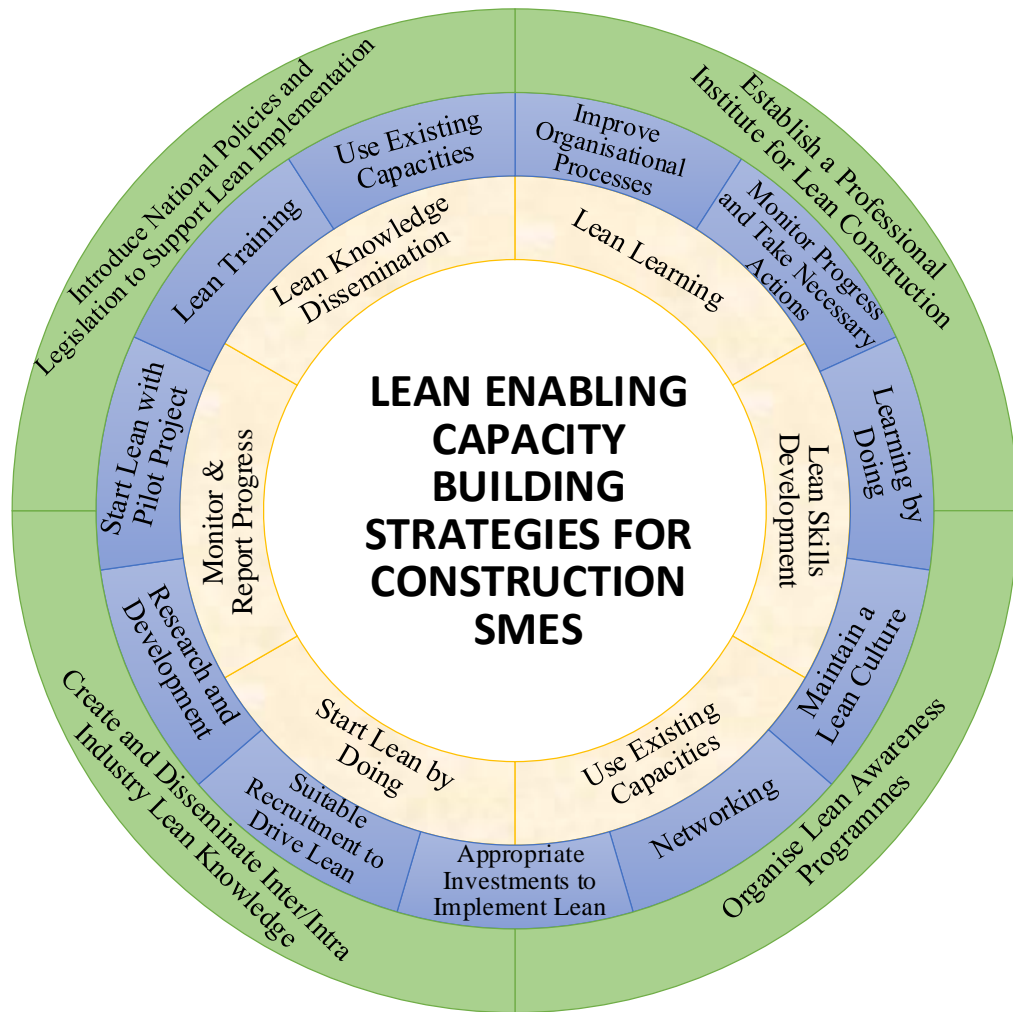 LEAN ENABLING
CAPACITY
BUILDING
STRATEGIES FOR
CONSTRUCTION
SMES
Lean Learning
Lean Skills
Development
Use Existing
Capacities
Start Lean by
Doing
Monitor &
Report Progress
Lean Knowledge
Dissemination
Improve
Organisational
Processes
Monitor Progress
and Take Necessary
Actions
Learning by
Doing
Maintain a
Lean Culture
Networking
Appropriate
Investments to
Implement Lean
Suitable
Recruitment to
Drive Lean
Research and
Development
Start Lean with
Pilot Project
Lean Training
Use Existing
Capacities
Establish a Professional
Institute for Lean Construction
Organise Lean Awareness
Programmes
Create and Disseminate Inter/Intra
Industry Lean Knowledge
Introduce National Policies and
Legislation to Support Lean Implementation